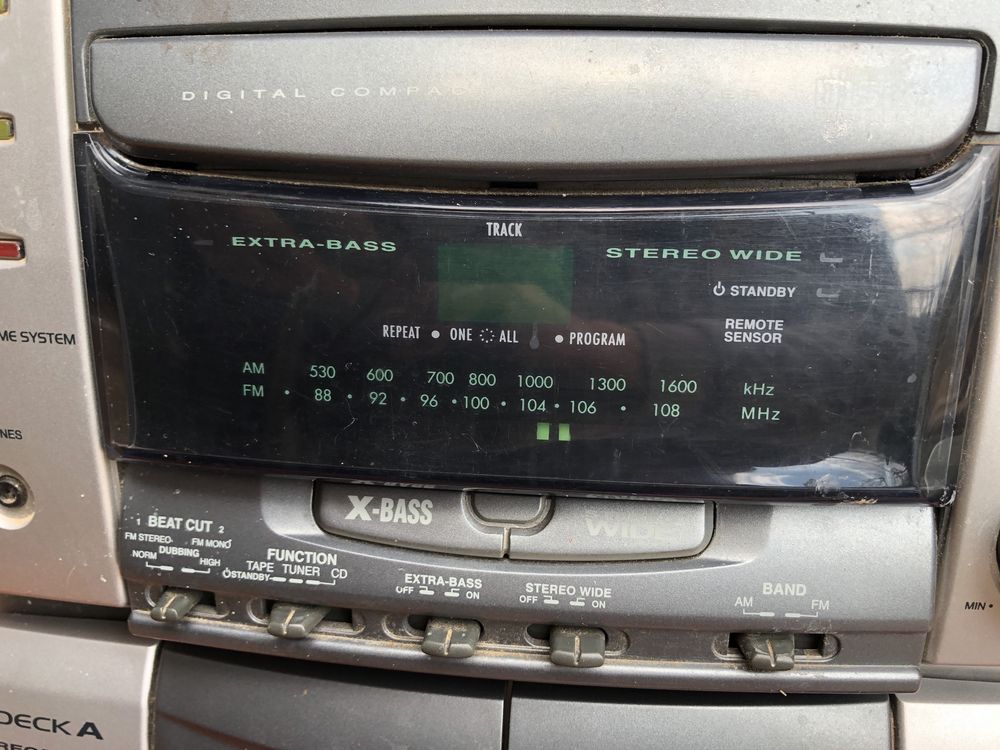 DIGITAL COMPAC
TRACK
EXTRA-BASS
STEREO WIDE
STANDBY
REPEAT ONE ALL PROGRAM
REMOTE
SENSOR
ME SYSTEM
AM 530 600 700 800 1000 1300 1600 kHz
FM · 88 · 92 · 96 · 100 · 104 · 106 · 108 MHz
NES
X-BASS
1 BEAT CUT 2
FM STEREO FM MONO
DUBBING
NORM HIGH
FUNCTION
TAPE TUNER CD
STANDBY
EXTRA-BASS
OFF ON
STEREO WIDE
OFF ON
BAND
AM FM
MIN
DECK A